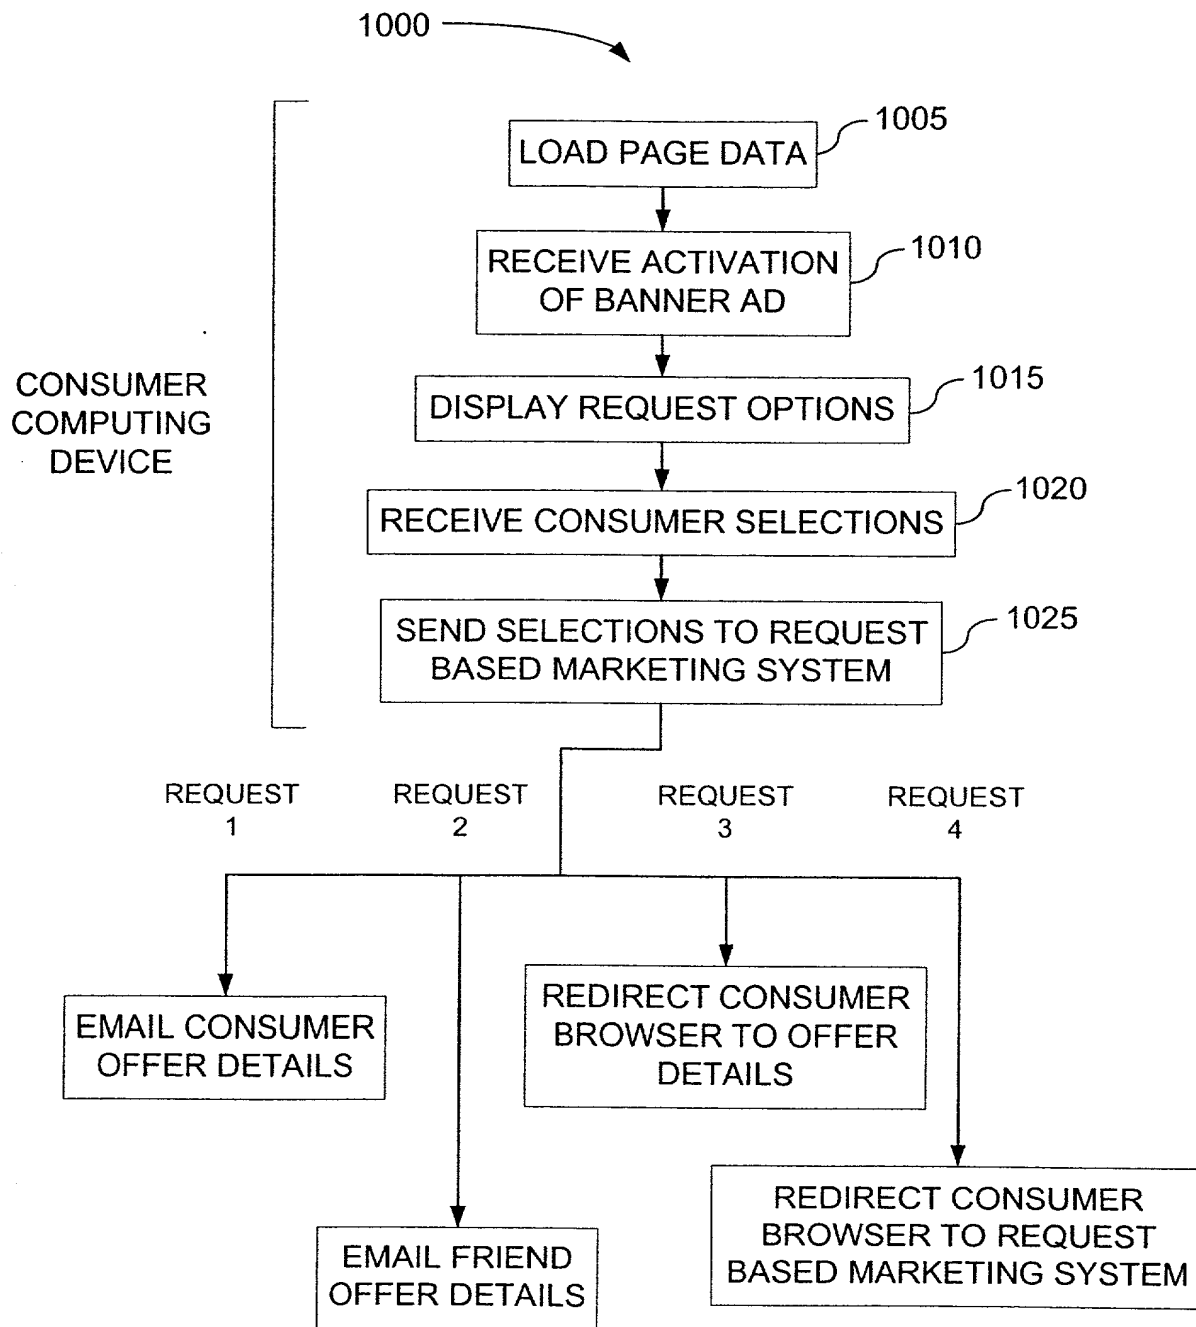 1000
1005
LOAD PAGE DATA
1010
RECEIVE ACTIVATION
OF BANNER AD
1015
DISPLAY REQUEST OPTIONS
CONSUMER
COMPUTING
DEVICE
1020
RECEIVE CONSUMER SELECTIONS
1025
SEND SELECTIONS TO REQUEST
BASED MARKETING SYSTEM
REQUEST
1
REQUEST
2
REQUEST
3
REQUEST
4
EMAIL CONSUMER
OFFER DETAILS
REDIRECT CONSUMER
BROWSER TO OFFER
DETAILS
EMAIL FRIEND
OFFER DETAILS
REDIRECT CONSUMER
BROWSER TO REQUEST
BASED MARKETING SYSTEM